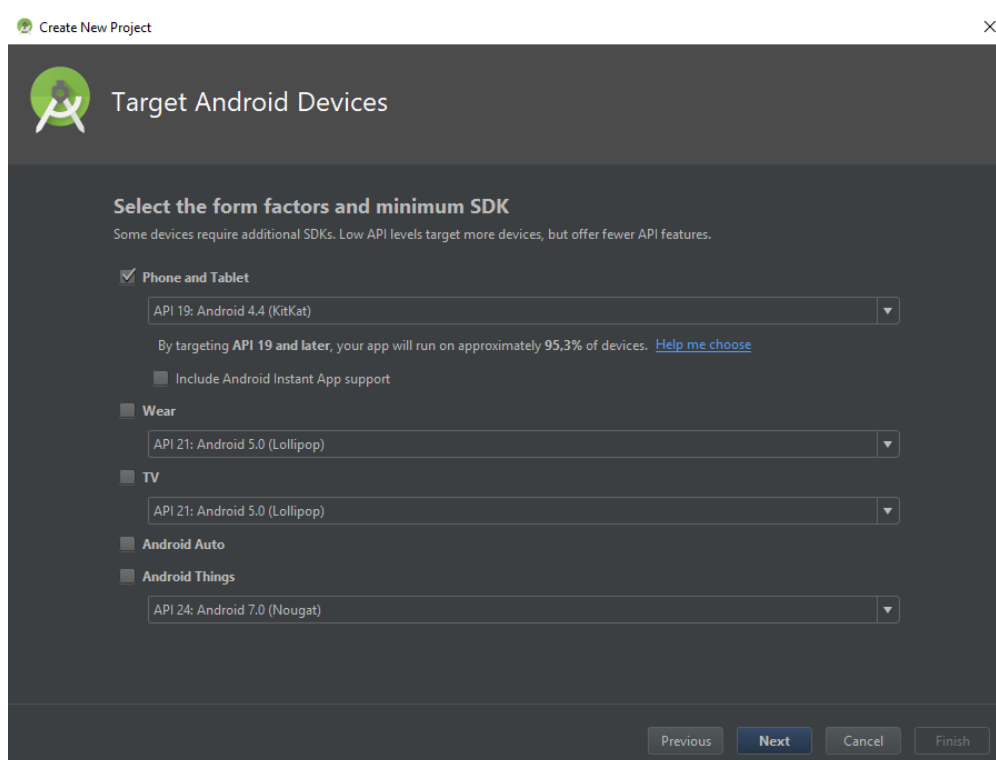 Create New Project
Target Android Devices
Select the form factors and minimum SDK
Some devices require additional SDKs. Low API levels target more devices, but offer fewer API features.
Phone and Tablet
API 19: Android 4.4 (KitKat)
By targeting API 19 and later, your app will run on approximately 95,3% of devices. Help me choose
Include Android Instant App support
Wear
API 21: Android 5.0 (Lollipop)
TV
API 21: Android 5.0 (Lollipop)
Android Auto
Android Things
API 24: Android 7.0 (Nougat)
Previous Next Cancel Finish